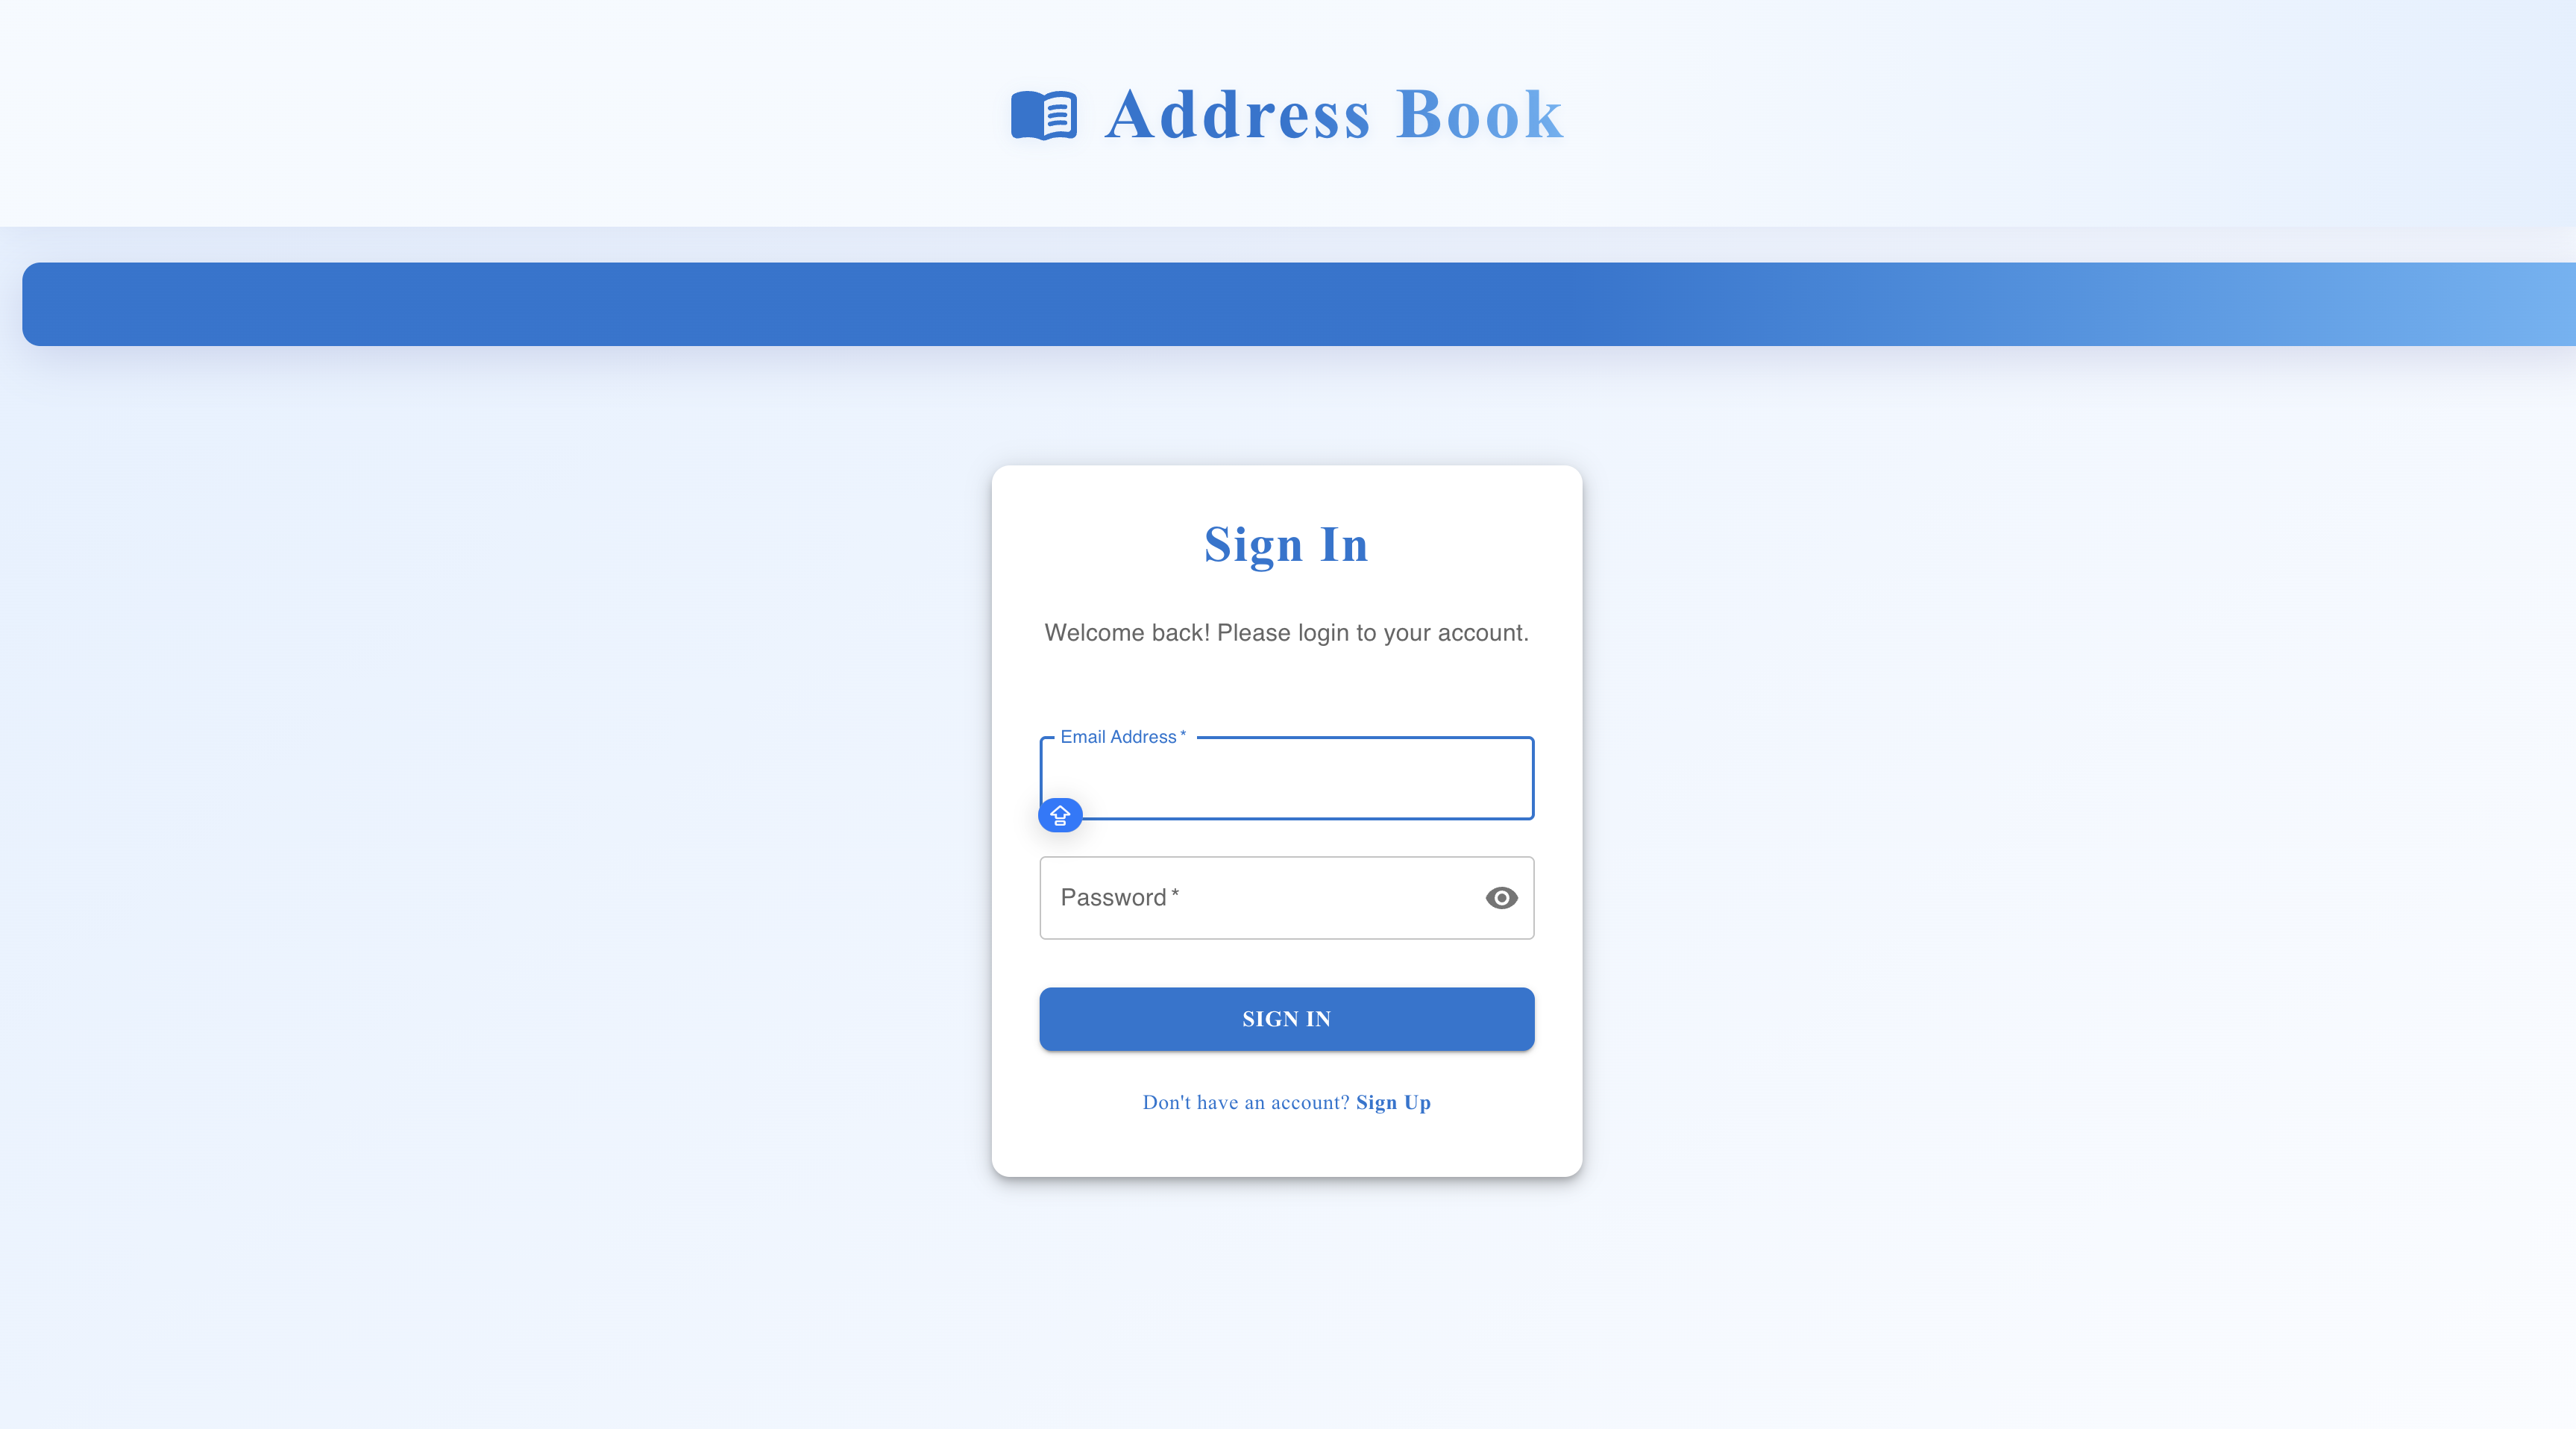 Address Book
Sign In
Welcome back! Please login to your account.
Email Address *
Password *
SIGN IN
Don't have an account? Sign Up